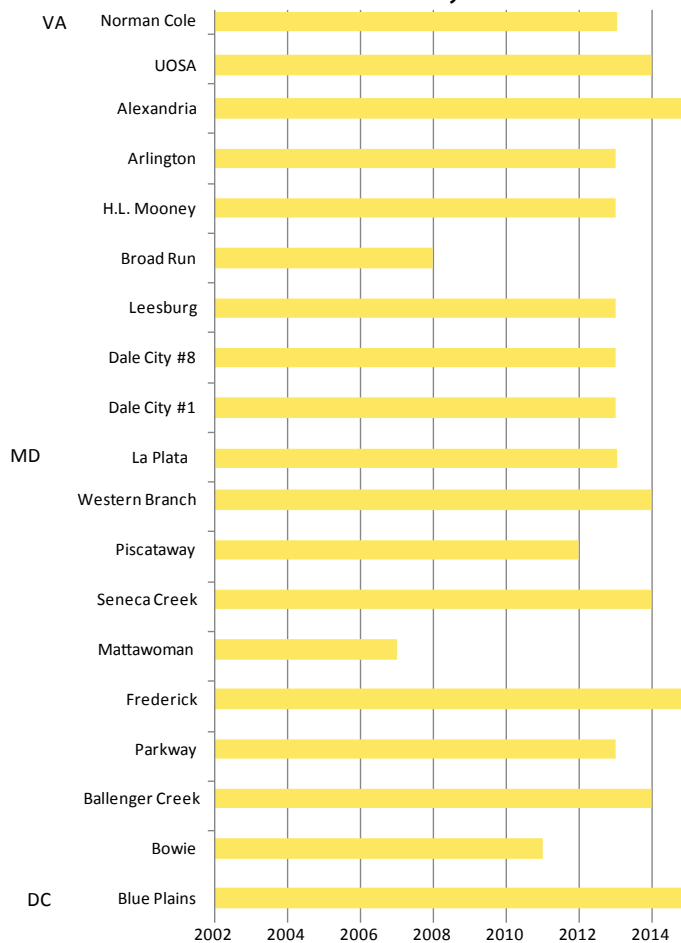 VA Norman Cole
UOSA
Alexandria
Arlington
H.L. Mooney
Broad Run
Leesburg
Dale City #8
Dale City #1
MD La Plata
Western Branch
Piscataway
Seneca Creek
Mattawoman
Frederick
Parkway
Ballenger Creek
Bowie
DC Blue Plains
2002 2004 2006 2008 2010 2012 2014